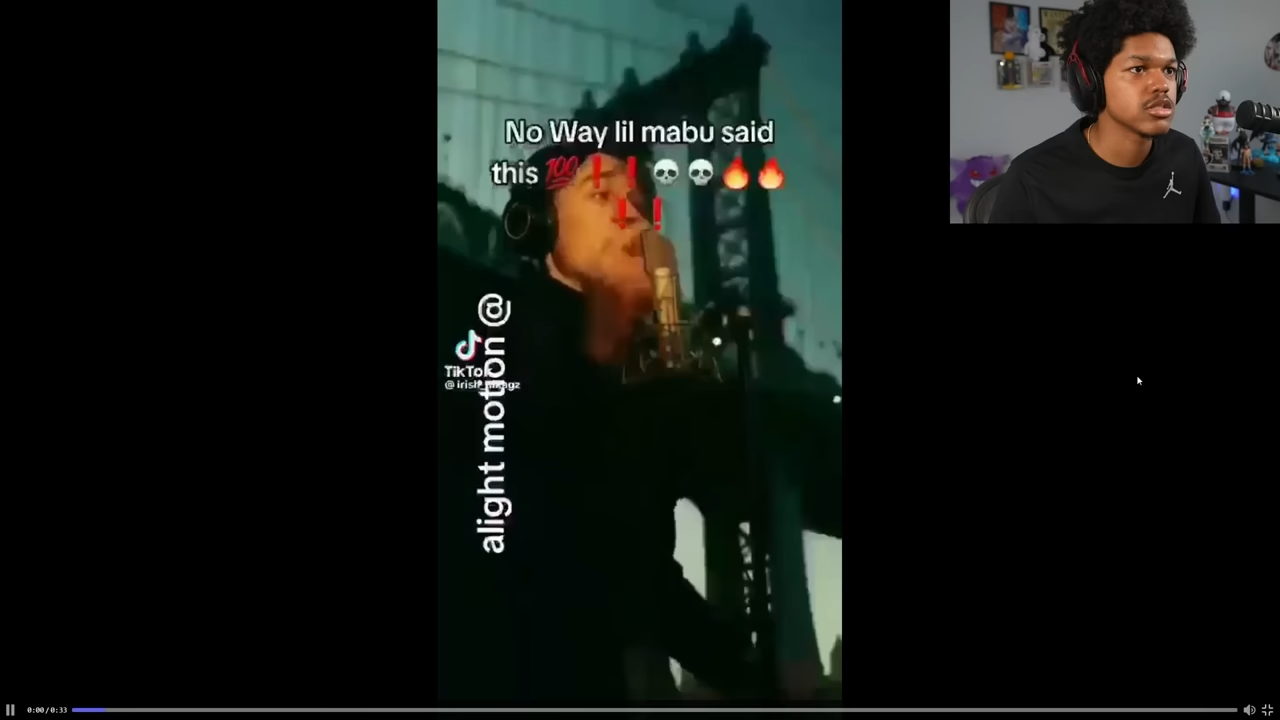 No Way lil mabu said
this 💯❗❗💀💀🔥🔥
❗❗
alight motion @
TikTok
0:00/0:33